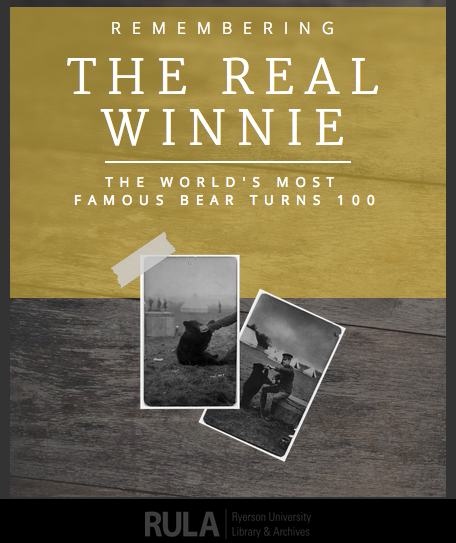 REMEMBERING
THE REAL
WINNIE
THE WORLD'S MOST
FAMOUS BEAR TURNS 100
RULA
Ryerson University
Library & Archives